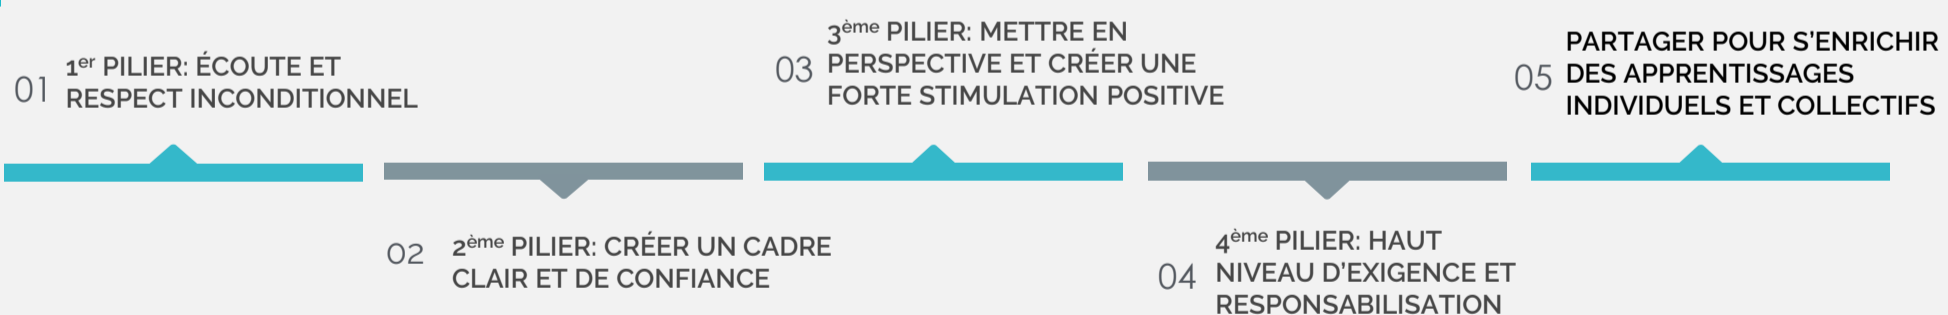 01
1er PILIER: ÉCOUTE ET
RESPECT INCONDITIONNEL
02
2ème PILIER: CRÉER UN CADRE
CLAIR ET DE CONFIANCE
03
3ème PILIER: METTRE EN
PERSPECTIVE ET CRÉER UNE
FORTE STIMULATION POSITIVE
04
4ème PILIER: HAUT
NIVEAU D’EXIGENCE ET
RESPONSABILISATION
05
PARTAGER POUR S’ENRICHIR
DES APPRENTISSAGES
INDIVIDUELS ET COLLECTIFS